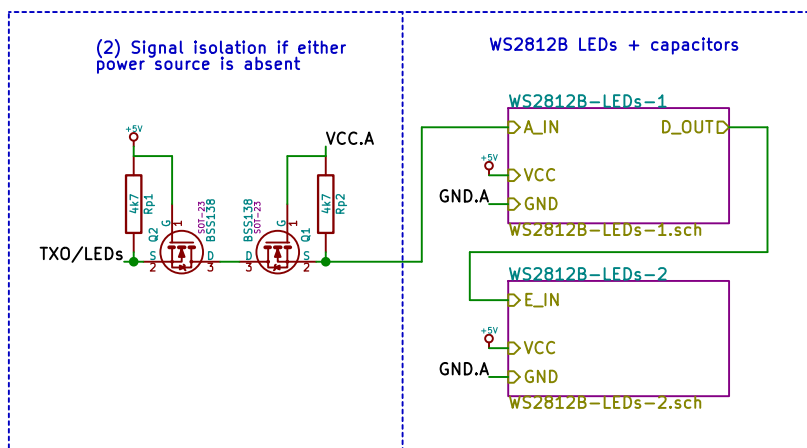 (2) Signal isolation if either
power source is absent
WS2812B LEDs + capacitors
+5V
VCC.A
4k7
Rp1
G
1
SOT-23
BSS138
Q2
TXO/LEDs
S
2
D
3
BSS138
SOT-23
G
1
Q1
D
3
S
2
4k7
Rp2
WS2812B-LEDs-1
A_IN
D_OUT
+5V
VCC
GND.A
GND
WS2812B-LEDs-1.sch
WS2812B-LEDs-2
E_IN
+5V
VCC
GND.A
GND
WS2812B-LEDs-2.sch